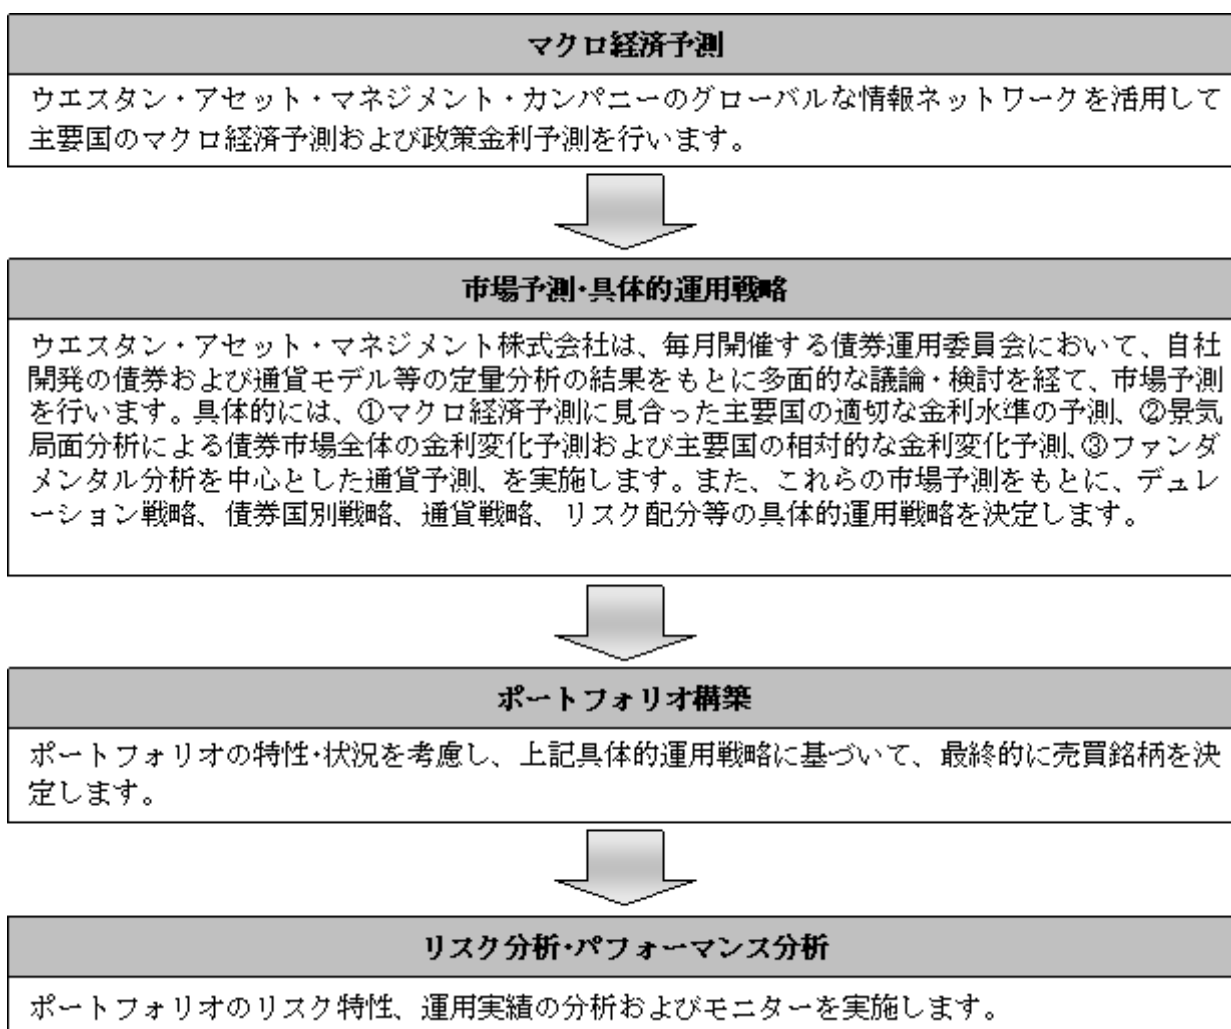 マクロ経済予測
ウエスタン・アセット・マネジメント・カンパニーのグローバルな情報ネットワークを活用して
主要国のマクロ経済予測および政策金利予測を行います。
市場予測・具体的運用戦略
ウエスタン・アセット・マネジメント株式会社は、毎月開催する債券運用委員会において、自社
開発の債券および通貨モデル等の定量分析の結果をもとに多面的な議論・検討を経て、市場予測
を行います。具体的には、①マクロ経済予測に見合った主要国の適切な金利水準の予測、②景気
局面分析による債券市場全体の金利変化予測および主要国の相対的な金利変化予測、③ファンダ
メンタル分析を中心とした通貨予測、を実施します。また、これらの市場予測をもとに、デュレ
ーション戦略、債券国別戦略、通貨戦略、リスク配分等の具体的運用戦略を決定します。
ポートフォリオ構築
ポートフォリオの特性・状況を考慮し、上記具体的運用戦略に基づいて、最終的に売買銘柄を決
定します。
リスク分析・パフォーマンス分析
ポートフォリオのリスク特性、運用実績の分析およびモニターを実施します。